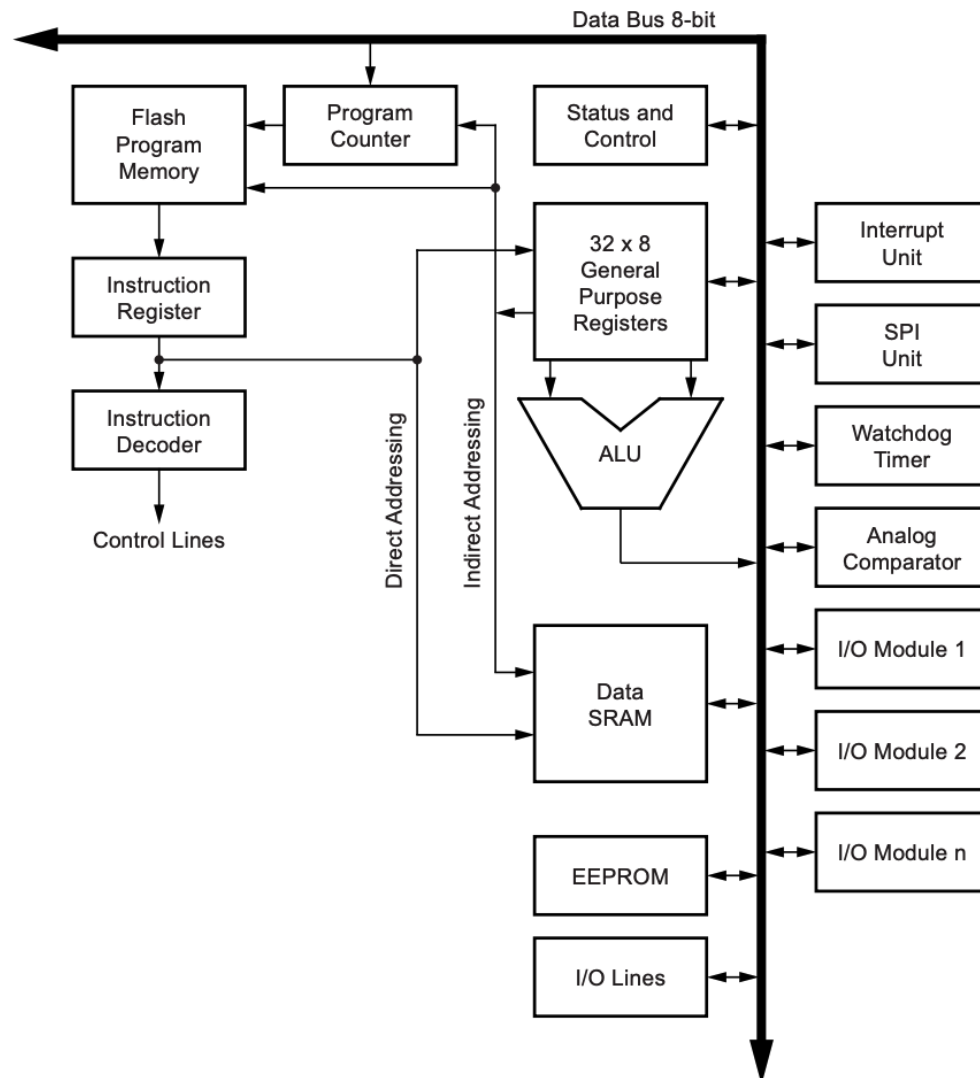 Data Bus 8-bit
Flash
Program
Memory
Program
Counter
Status and
Control
32 x 8
General
Purpose
Registers
Interrupt
Unit
Instruction
Register
SPI
Unit
Instruction
Decoder
ALU
Watchdog
Timer
Control Lines
Direct Addressing
Indirect Addressing
Analog
Comparator
Data
SRAM
I/O Module 1
I/O Module 2
EEPROM
I/O Module n
I/O Lines